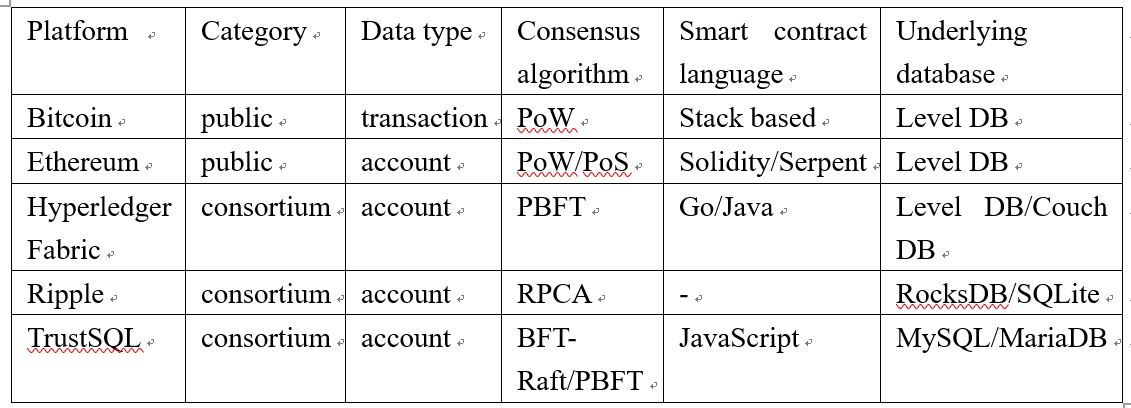 Platform Category Data type Consensus algorithm Smart contract language Underlying database
Bitcoin public transaction PoW Stack based Level DB
Ethereum public account PoW/PoS Solidity/Serpent Level DB
Hyperledger Fabric consortium account PBFT Go/Java Level DB/Couch DB
Ripple consortium account RPCA - RocksDB/SQLite
TrustSQL consortium account BFT-Raft/PBFT JavaScript MySQL/MariaDB